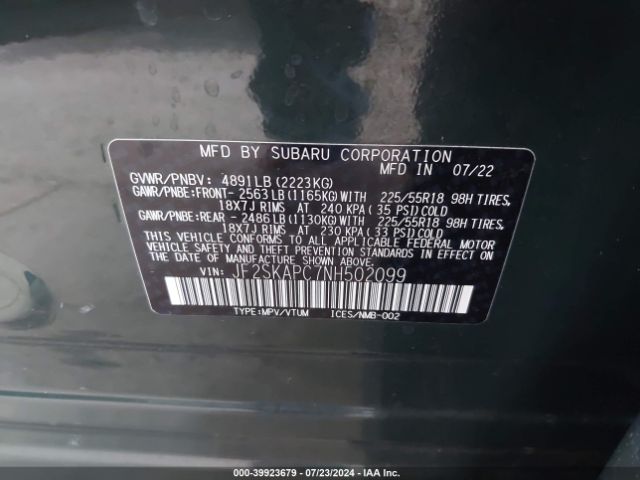 MFD BY SUBARU CORPORATION MFD IN 07/22
GVWR/PNBV: 4891LB (2223KG)
GAWR/PNBE:FRONT-2563LB (1165KG)WITH 225/55R18 98H TIRES,
18X7J RIMS AT 240 KPA ( 35 PSI)COLD
GAWR/PNBE:REAR - 2486LB (1130KG)WITH 225/55R18 98H TIRES,
18X7J RIMS AT 230 KPA ( 33 PSI)COLD
THIS VEHICLE CONFORMS TO ALL APPLICABLE FEDERAL MOTOR
VEHICLE SAFETY, BUMPER, AND THEFT PREVENTION STANDARDS IN EFFECT ON
THE DATE OF MANUFACTURE SHOWN ABOVE.
VIN: JF2SKAPC7NH502099
TYPE:MPV/VTUM ICES/NMB-002
000-39923679 / 07/23/2024 / IAA INC.